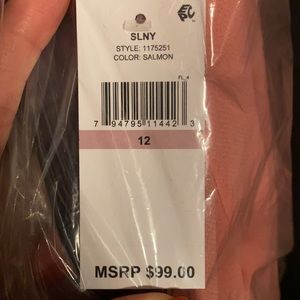 SLNY
STYLE: 1175251
COLOR: SALMON
FL_4
7 94795 11442 3
12
MSRP $99.00